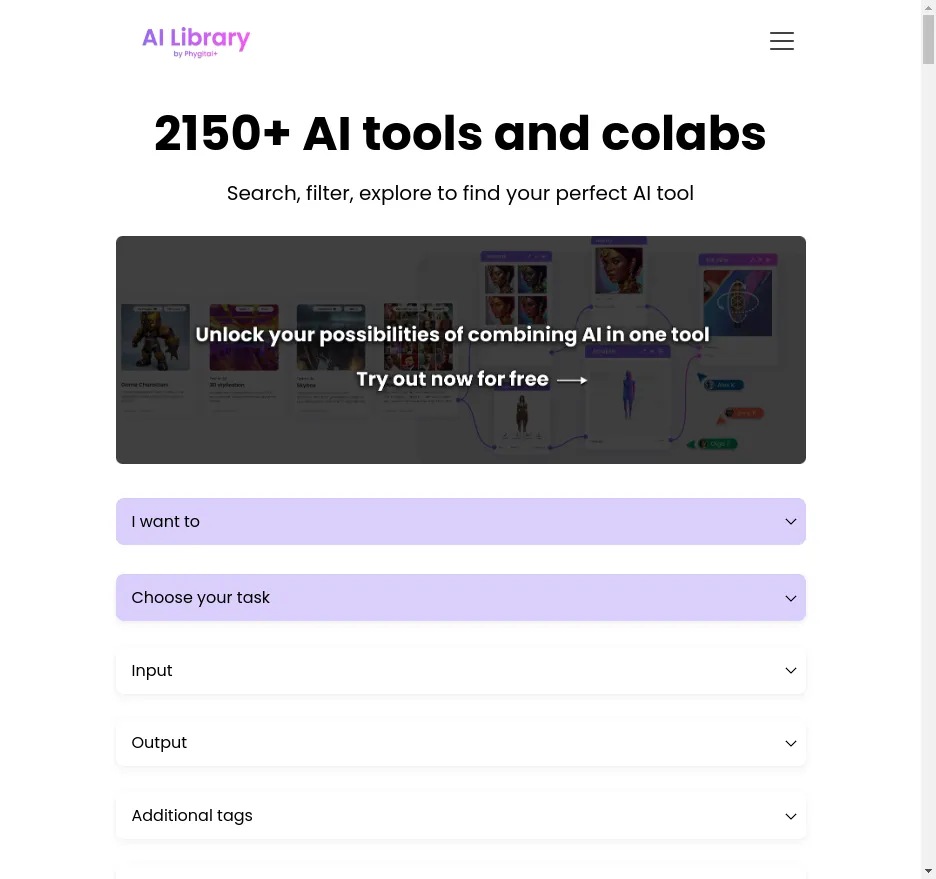 AI Library
by Phygital+
2150+ AI tools and colabs
Search, filter, explore to find your perfect AI tool
Unlock your possibilities of combining AI in one tool
Try out now for free
I want to
Choose your task
Input
Output
Additional tags